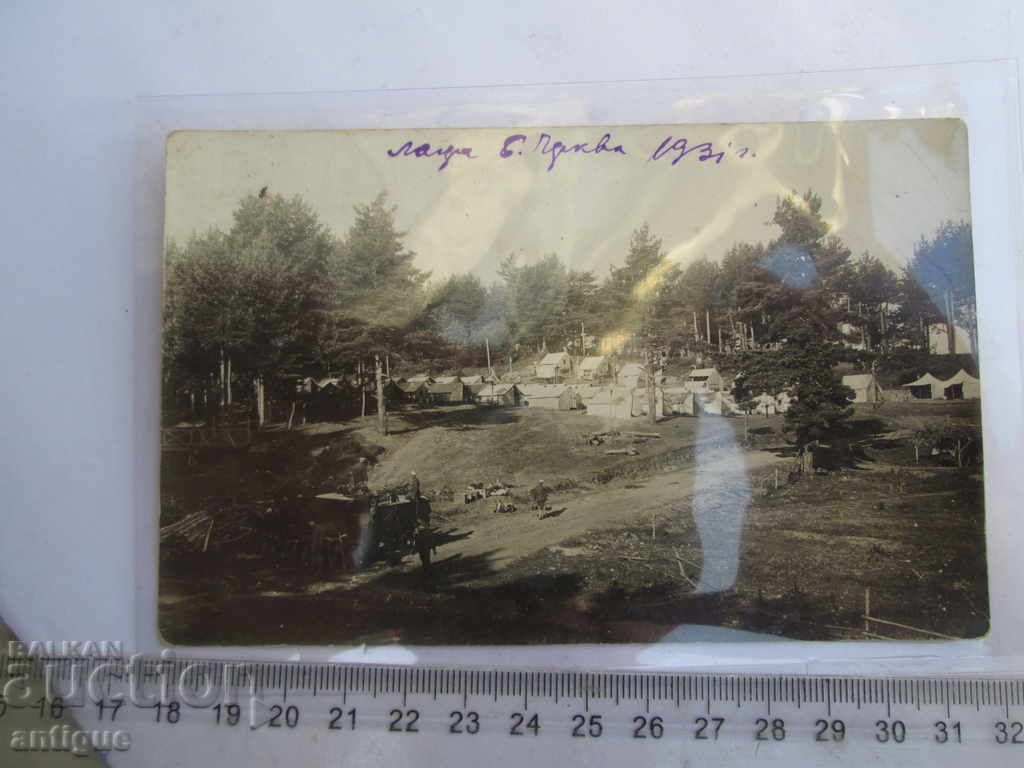 Лагер Б. Църква 1931 г.
BALKAN
auction
antique
16 17 18 19 20 21 22 23 24 25 26 27 28 29 30 31 32